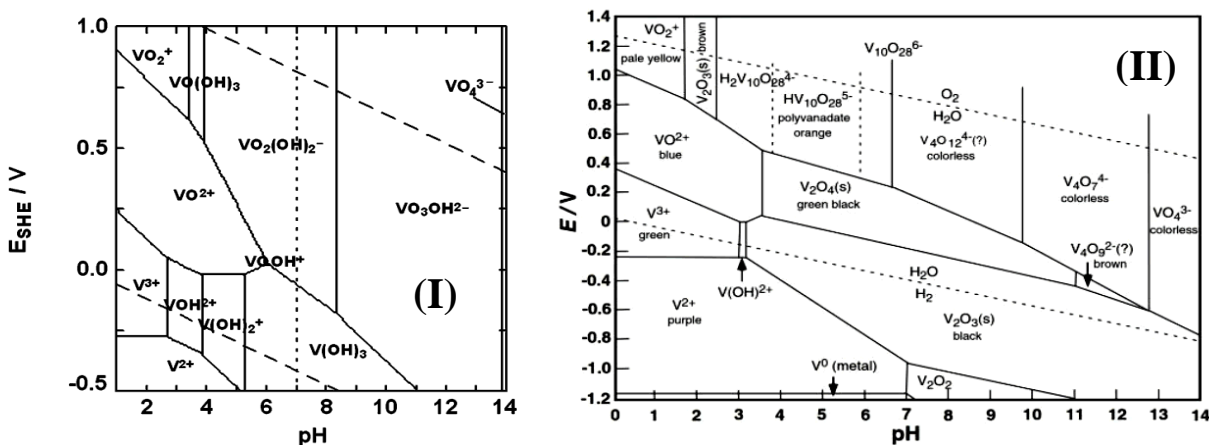 (I)
E_SHE / V
1.0
0.5
0.0
-0.5
2
4
6
8
10
12
14
pH
VO₂⁺
VO(OH)₃
VO₄³⁻
VO₂(OH)₂⁻
VO²⁺
VO₃OH²⁻
VOOH⁺
V³⁺
VOH²⁺
V(OH)₂⁺
V(OH)₃
V²⁺
(II)
E / V
1.4
1.2
1.0
0.8
0.6
0.4
0.2
0
-0.2
-0.4
-0.6
-0.8
-1.0
-1.2
0
1
2
3
4
5
6
7
8
9
10
11
12
13
14
pH
VO₂⁺
pale yellow
V₂O₃(s)-brown
H₂V₁₀O₂₈⁴⁻
HV₁₀O₂₈⁵⁻
polyvanadate
orange
V₁₀O₂₈⁶⁻
O₂
H₂O
V₄O₁₂⁴⁻(?)
colorless
VO²⁺
blue
V₂O₄(s)
green black
V₄O₇⁴⁻
colorless
VO₄³⁻
colorless
V³⁺
green
V₄O₉²⁻(?)
brown
V(OH)²⁺
H₂O
H₂
V²⁺
purple
V₂O₃(s)
black
V⁰ (metal)
V₂O₂